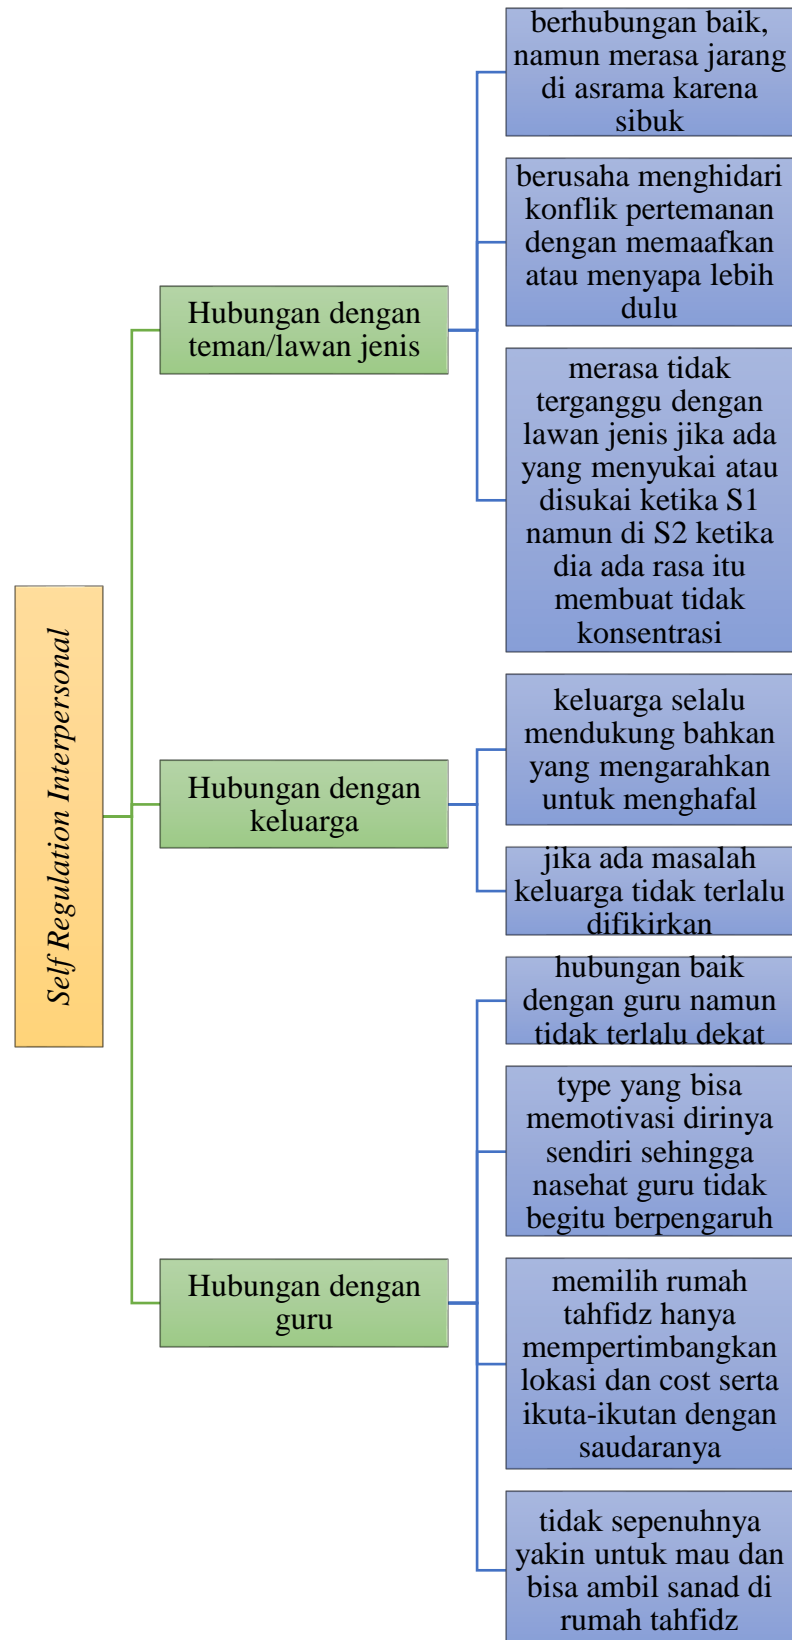 Self Regulation Interpersonal
Hubungan dengan
teman/lawan jenis
berhubungan baik,
namun merasa jarang
di asrama karena
sibuk
berusaha menghidari
konflik pertemanan
dengan memaafkan
atau menyapa lebih
dulu
merasa tidak
terganggu dengan
lawan jenis jika ada
yang menyukai atau
disukai ketika S1
namun di S2 ketika
dia ada rasa itu
membuat tidak
konsentrasi
Hubungan dengan
keluarga
keluarga selalu
mendukung bahkan
yang mengarahkan
untuk menghafal
jika ada masalah
keluarga tidak terlalu
difikirkan
Hubungan dengan
guru
hubungan baik
dengan guru namun
tidak terlalu dekat
type yang bisa
memotivasi dirinya
sendiri sehingga
nasehat guru tidak
begitu berpengaruh
memilih rumah
tahfidz hanya
mempertimbangkan
lokasi dan cost serta
ikuta-ikutan dengan
saudaranya
tidak sepenuhnya
yakin untuk mau dan
bisa ambil sanad di
rumah tahfidz